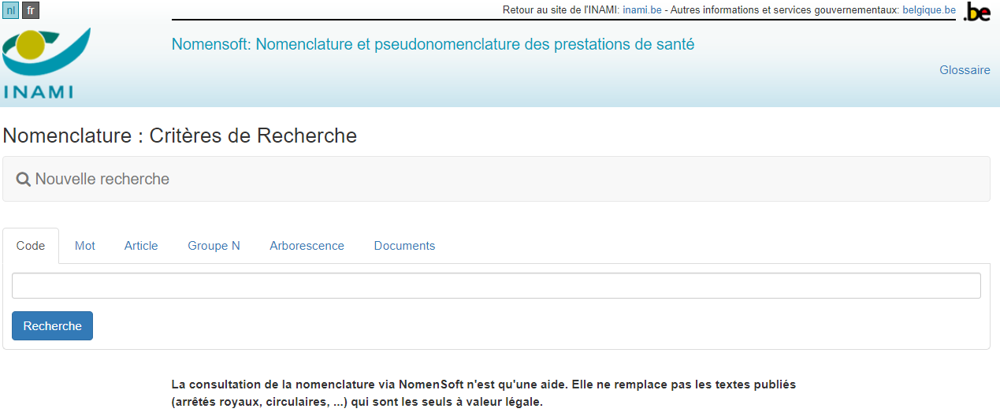 nl fr
Retour au site de l'INAMI: inami.be - Autres informations et services gouvernementaux: belgique.be
.be
Nomensoft: Nomenclature et pseudonomenclature des prestations de santé
Glossaire
INAMI
Nomenclature : Critères de Recherche
Nouvelle recherche
Code Mot Article Groupe N Arborescence Documents
Recherche
La consultation de la nomenclature via NomenSoft n'est qu'une aide. Elle ne remplace pas les textes publiés
(arrêtés royaux, circulaires, ...) qui sont les seuls à valeur légale.